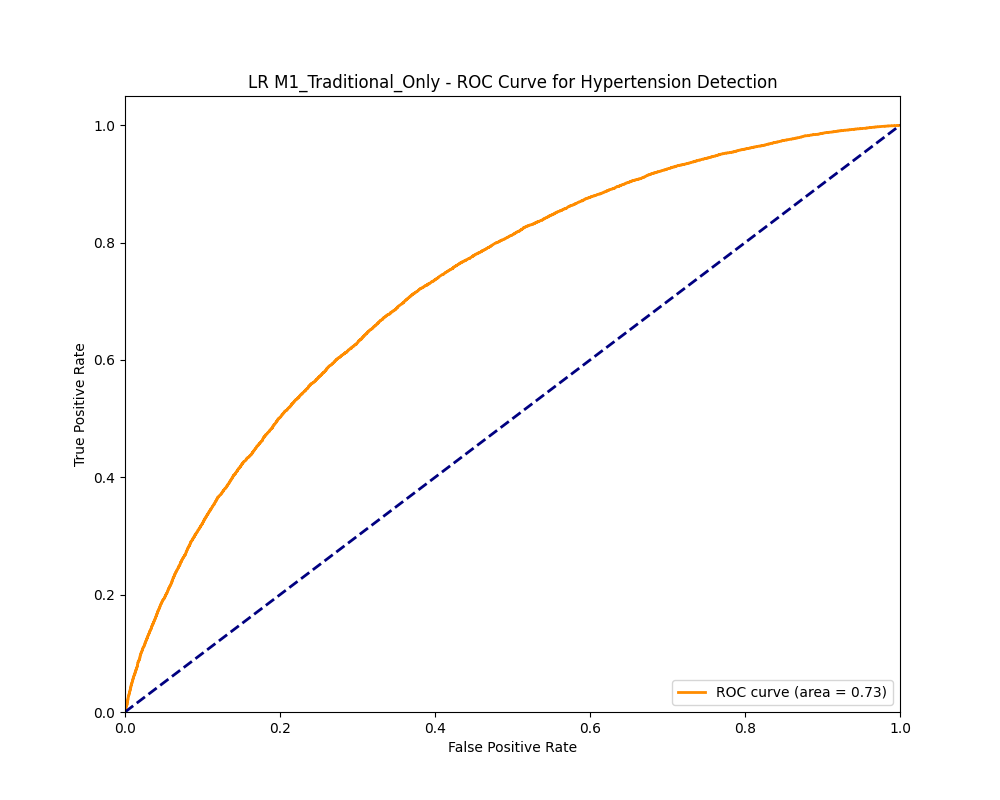 LR M1_Traditional_Only - ROC Curve for Hypertension Detection
1.0
0.8
0.6
0.4
0.2
0.0
True Positive Rate
ROC curve (area = 0.73)
0.0 0.2 0.4 0.6 0.8 1.0
False Positive Rate